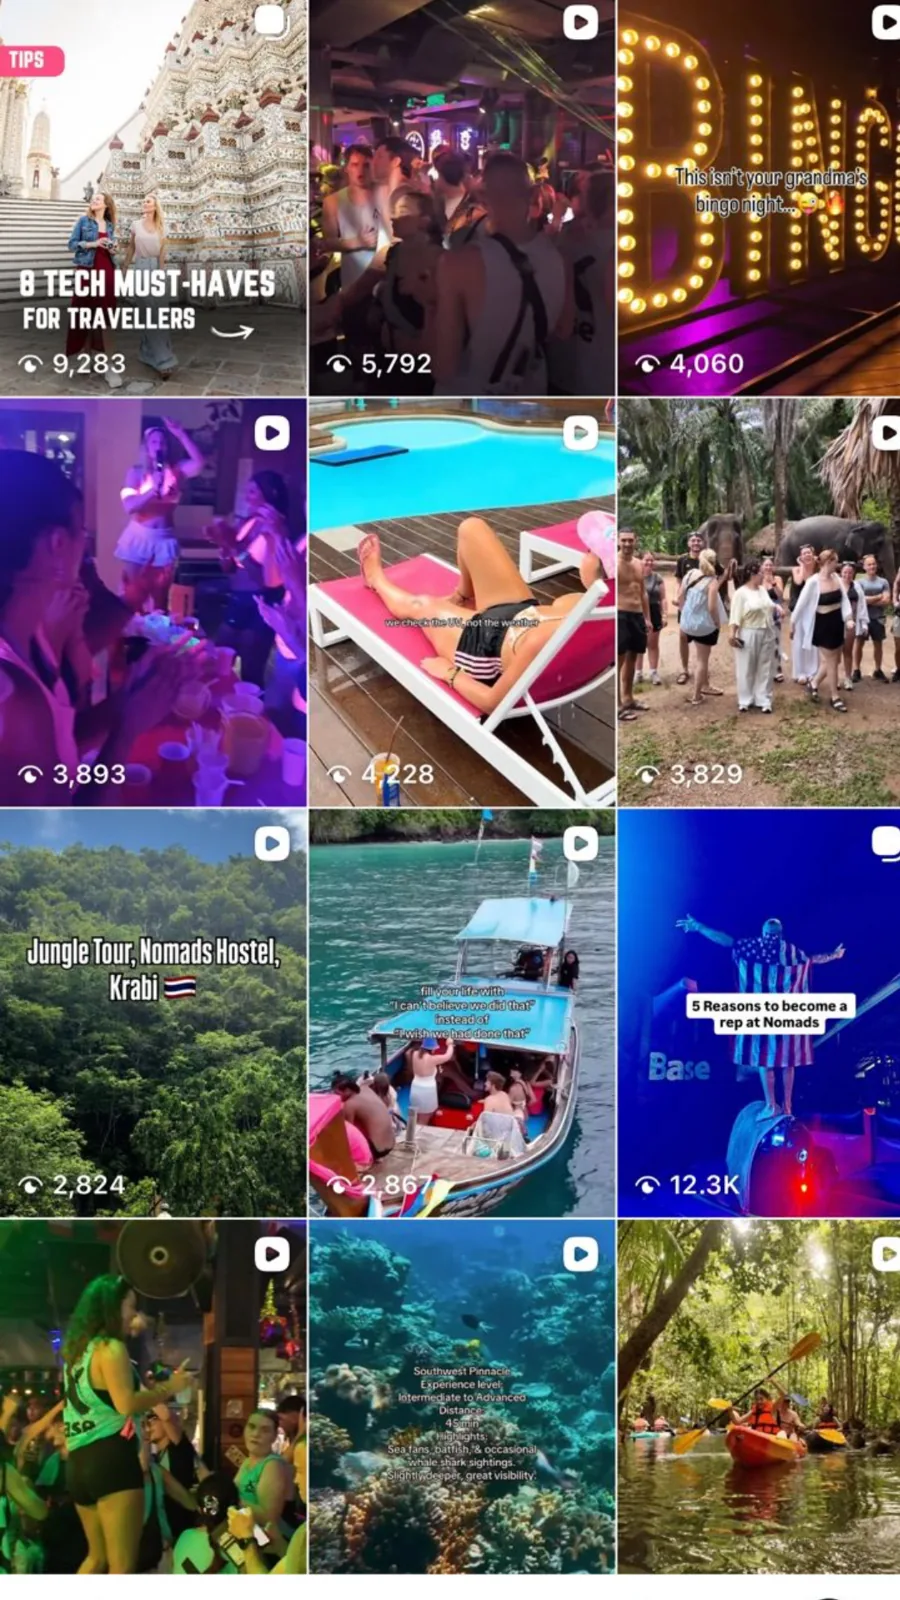 TIPS
8 TECH MUST-HAVES
FOR TRAVELLERS
9,283
5,792
BING
This isn't your grandma's
bingo night...😜🔥
4,060
3,893
we check the UV, not the weather
4,228
3,829
Jungle Tour, Nomads Hostel,
Krabi 🇹🇭
2,824
fill your life with
"I can't believe we did that"
instead of
"I wish we had done that"
2,867
5 Reasons to become a
rep at Nomads
Base
12.3K
ase
Southwest Pinnacle
Experience level:
Intermediate to Advanced
Distance:
45 min
Highlights:
Sea fans, batfish, & occasional
whale shark sightings.
Slightly deeper, great visibility.